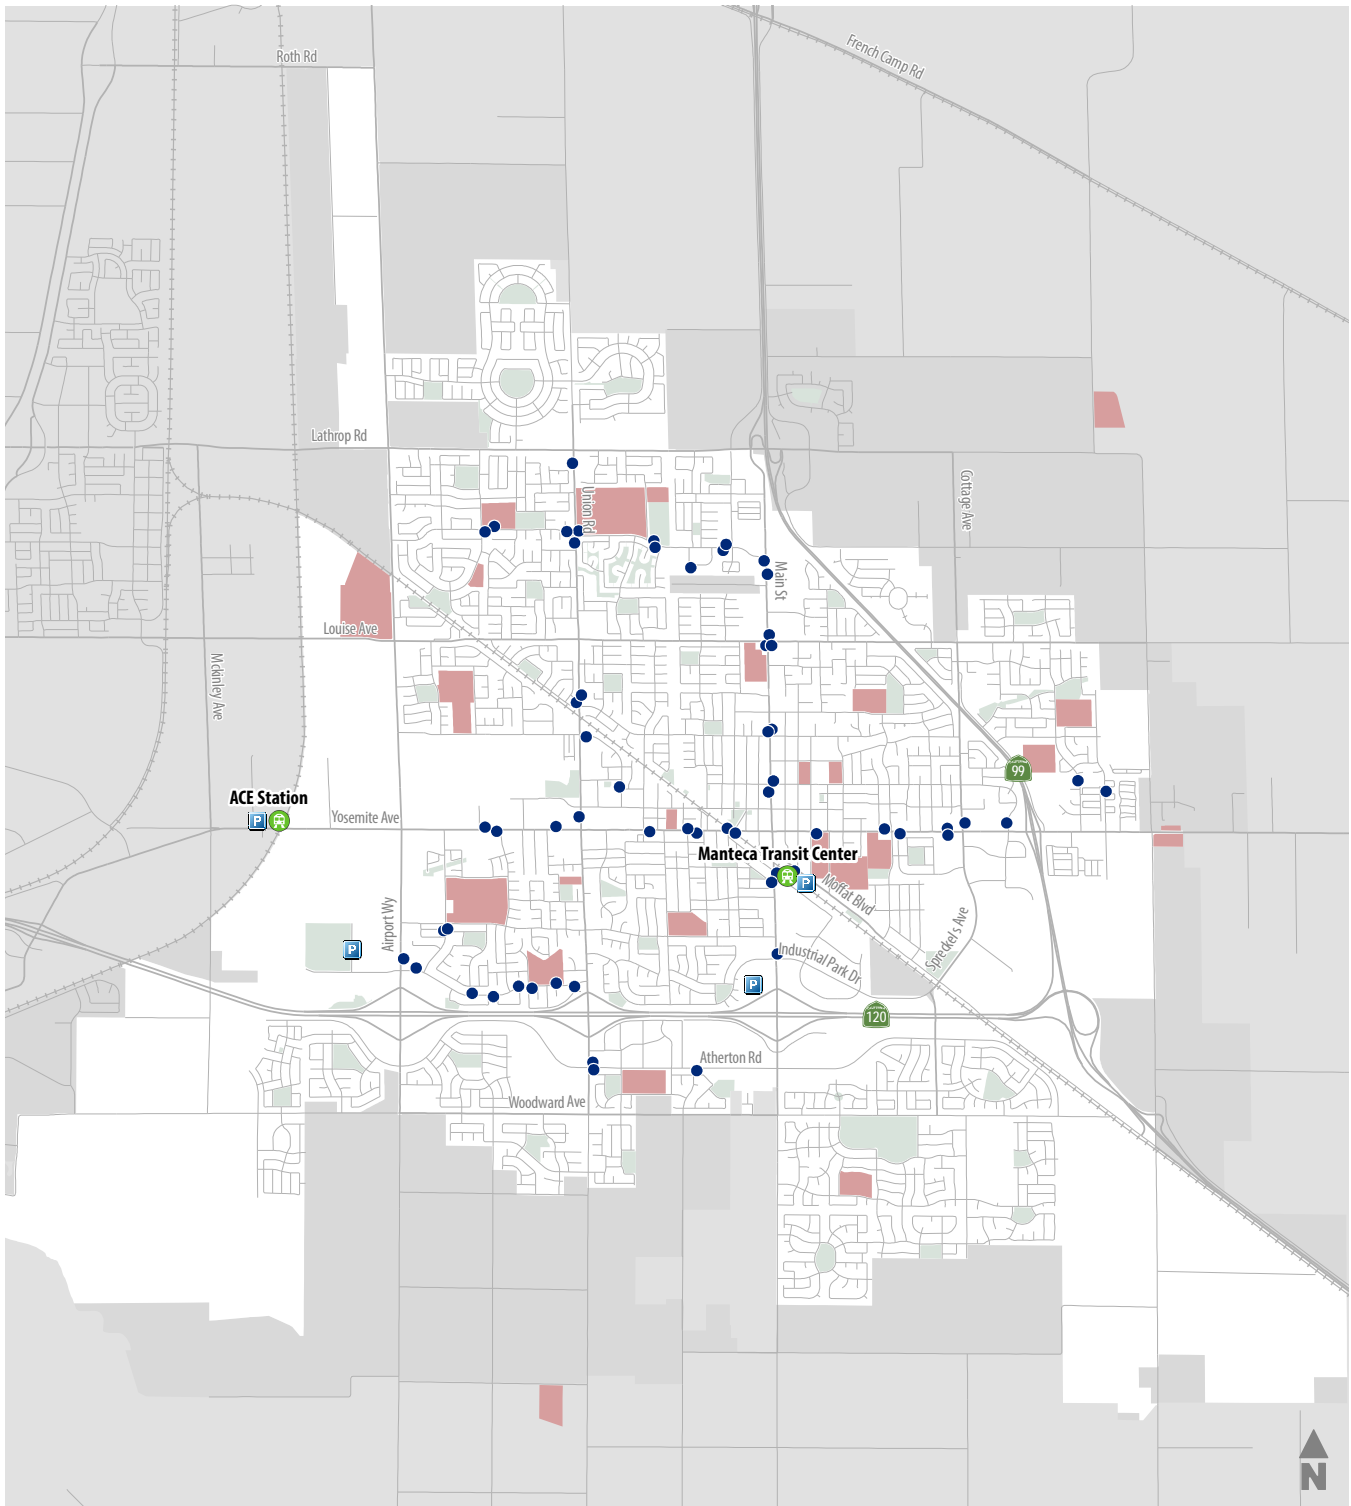 Roth Rd
French Camp Rd
Lathrop Rd
Cottage Ave
Union Rd
Main St
Louise Ave
Mckinley Ave
99
ACE Station
P
Yosemite Ave
Manteca Transit Center
P
Moffat Blvd
Airport Wy
Spreckels Ave
P
Industrial Park Dr
P
120
Atherton Rd
Woodward Ave
N